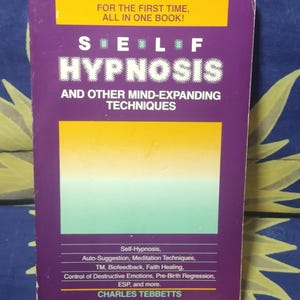 FOR THE FIRST TIME,
ALL IN ONE BOOK!
SELF
HYPNOSIS
AND OTHER MIND-EXPANDING
TECHNIQUES
Self-Hypnosis,
Auto-Suggestion, Meditation Techniques,
TM, Biofeedback, Faith Healing,
Control of Destructive Emotions, Pre-Birth Regression,
ESP, and more.
CHARLES TEBBETTS